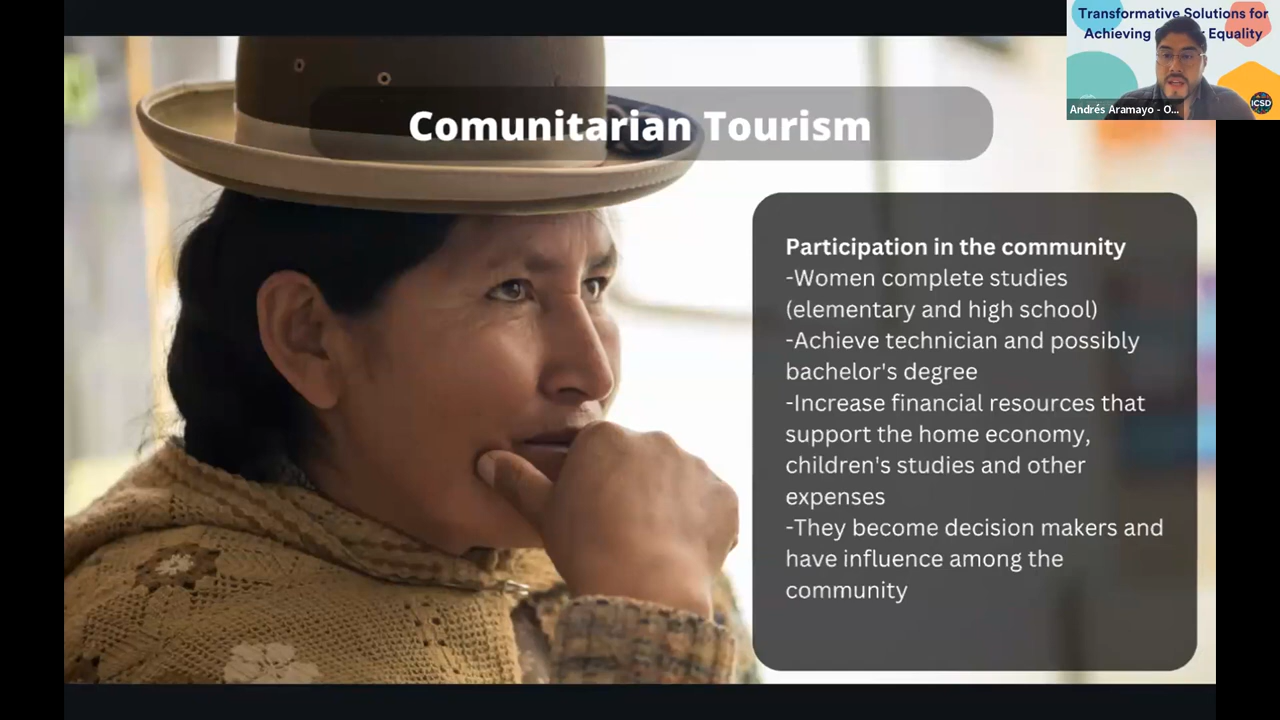 Transformative Solutions for
Achieving Equality
Andrés Aramayo - O...
ICSD
Comunitarian Tourism
Participation in the community
-Women complete studies
(elementary and high school)
-Achieve technician and possibly
bachelor's degree
-Increase financial resources that
support the home economy,
children's studies and other
expenses
-They become decision makers and
have influence among the
community